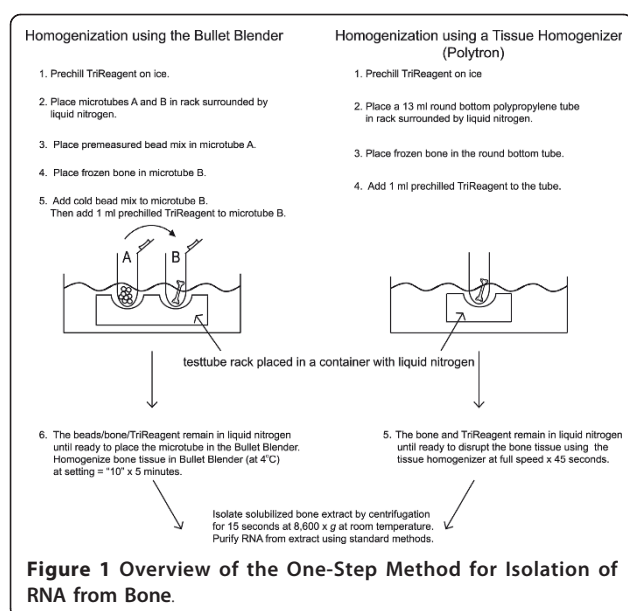 Homogenization using the Bullet Blender
1. Prechill TriReagent on ice.
2. Place microtubes A and B in rack surrounded by
liquid nitrogen.
3. Place premeasured bead mix in microtube A.
4. Place frozen bone in microtube B.
5. Add cold bead mix to microtube B.
Then add 1 ml prechilled TriReagent to microtube B.
A
B
Homogenization using a Tissue Homogenizer
(Polytron)
1. Prechill TriReagent on ice
2. Place a 13 ml round bottom polypropylene tube
in rack surrounded by liquid nitrogen.
3. Place frozen bone in the round bottom tube.
4. Add 1 ml prechilled TriReagent to the tube.
testtube rack placed in a container with liquid nitrogen
6. The beads/bone/TriReagent remain in liquid nitrogen
until ready to place the microtube in the Bullet Blender.
Homogenize bone tissue in Bullet Blender (at 4°C)
at setting = "10" x 5 minutes.
5. The bone and TriReagent remain in liquid nitrogen
until ready to disrupt the bone tissue using the
tissue homogenizer at full speed x 45 seconds.
Isolate solubilized bone extract by centrifugation
for 15 seconds at 8,600 x g at room temperature.
Purify RNA from extract using standard methods.
Figure 1 Overview of the One-Step Method for Isolation of
RNA from Bone.